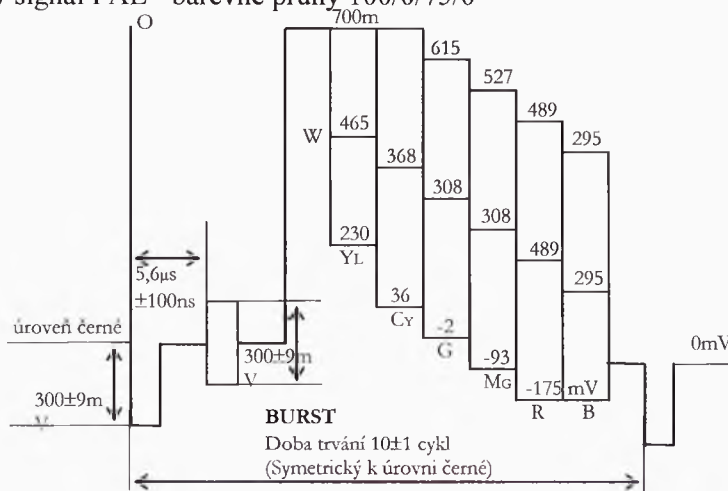 signál PAL - barevné pruhy 100/0/75/0
O
700m
615
527
489
295
W
465
368
308
308
489
295
230
YL
36
CY
-2
G
-93
MG
-175 mV
R B
5,6µs
±100ns
úroveň černé
300±9m
V
300±9m
V
0mV
BURST
Doba trvání 10±1 cykl
(Symetrický k úrovni černé)